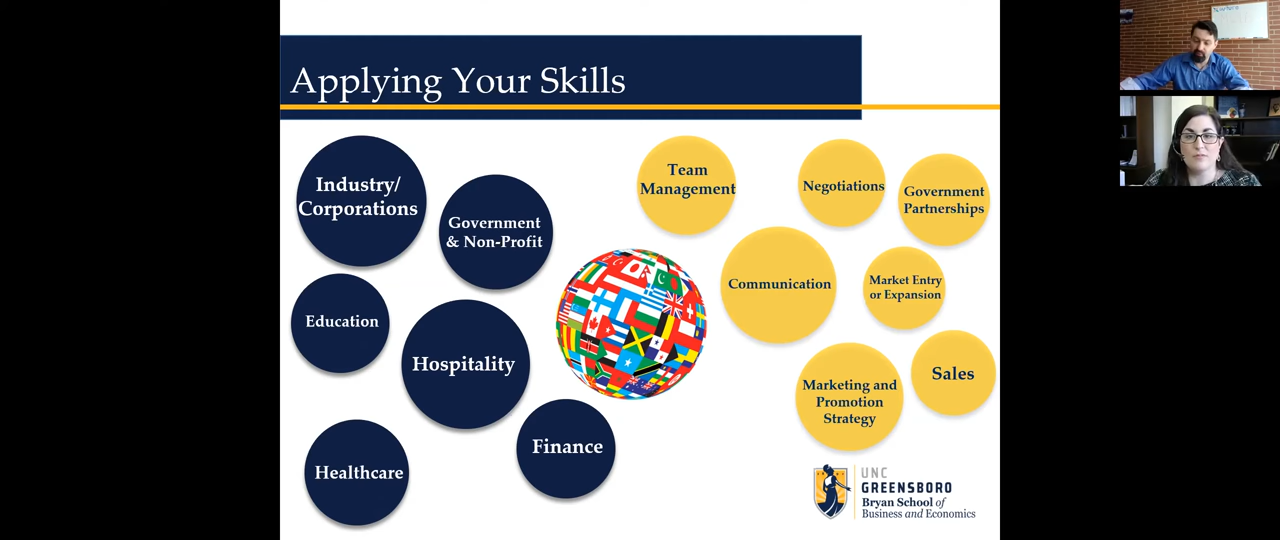 Applying Your Skills
Industry/
Corporations
Government
& Non-Profit
Education
Hospitality
Healthcare
Finance
Team
Management
Negotiations
Government
Partnerships
Communication
Market Entry
or Expansion
Marketing and
Promotion
Strategy
Sales
UNC
GREENSBORO
Bryan School of
Business and Economics